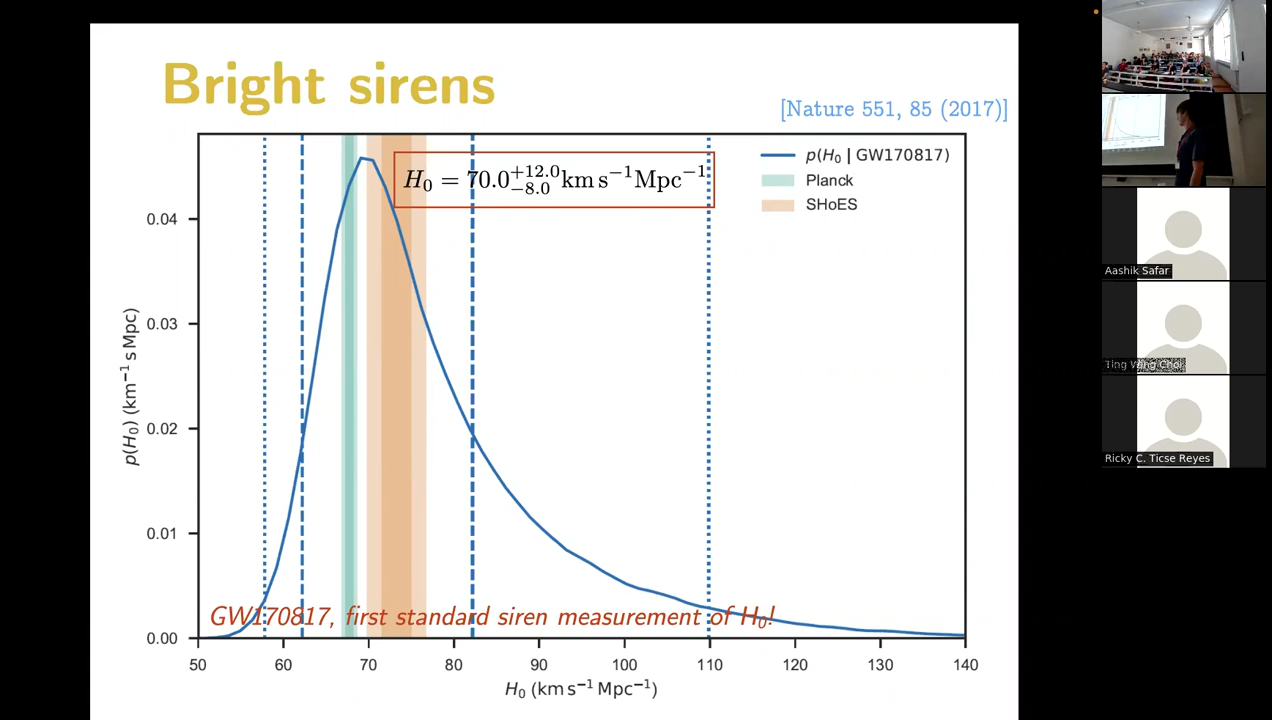 Bright sirens
[Nature 551, 85 (2017)]
H₀ = 70.0⁺¹²·⁰₋₈.₀ km s⁻¹ Mpc⁻¹
p(H₀ | GW170817)
Planck
SHoES
p(H₀) (km⁻¹ s Mpc)
0.04
0.03
0.02
0.01
0.00
GW170817, first standard siren measurement of H₀!
50 60 70 80 90 100 110 120 130 140
H₀ (km s⁻¹ Mpc⁻¹)
Aashik Safar
Ting Wang Choi
Ricky C. Ticse Reyes